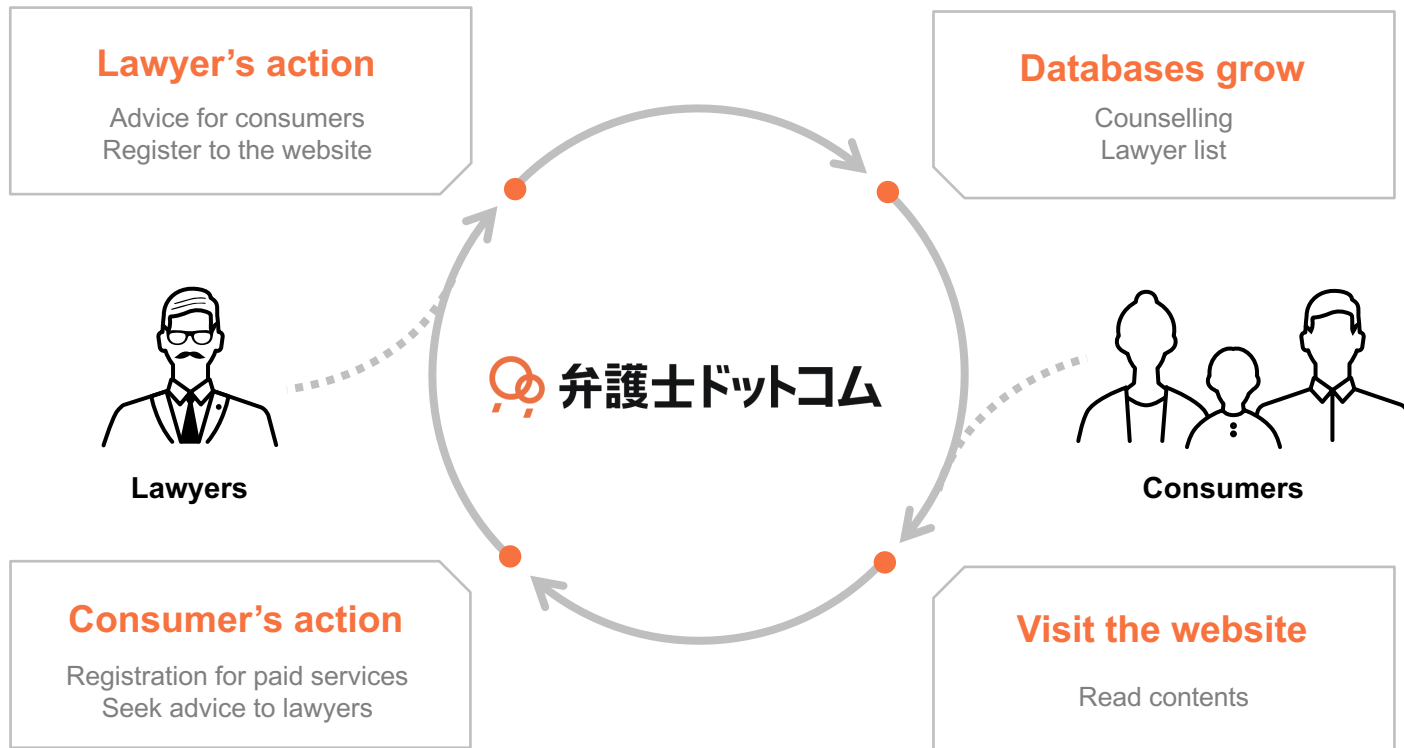 Lawyer’s action
Advice for consumers
Register to the website
Databases grow
Counselling
Lawyer list
弁護士ドットコム
Lawyers
Consumers
Consumer’s action
Registration for paid services
Seek advice to lawyers
Visit the website
Read contents